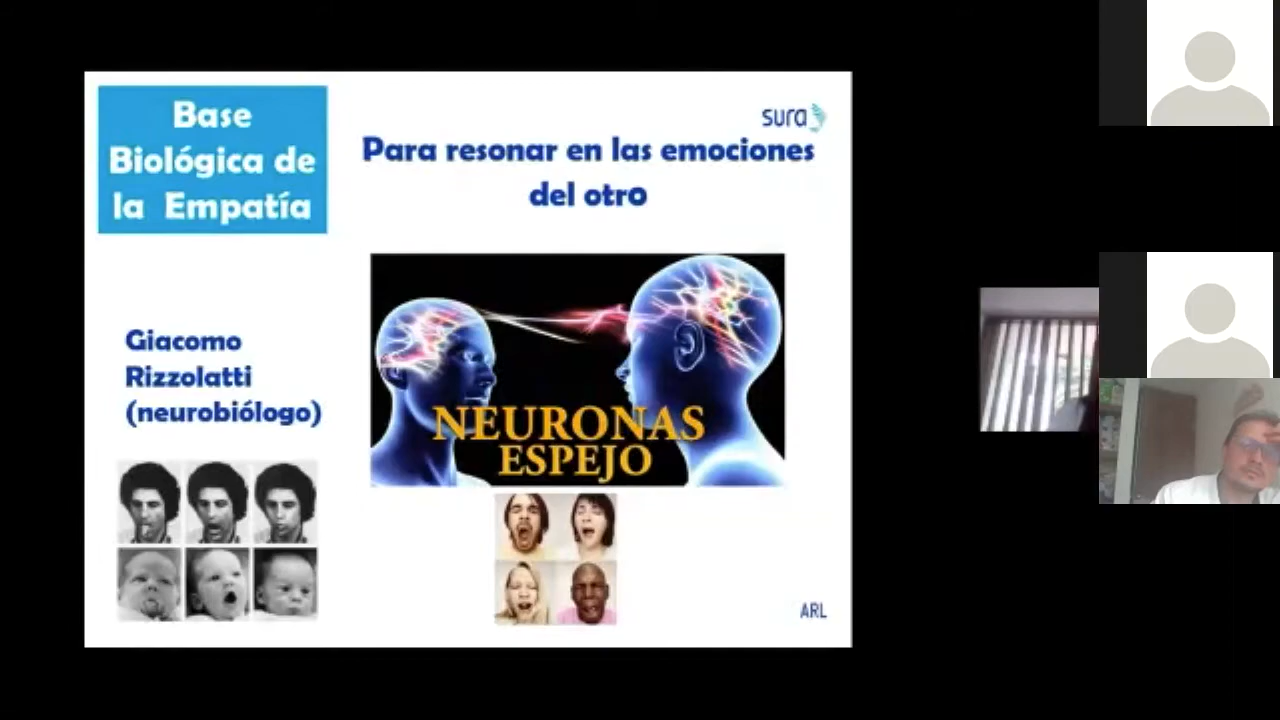 Base
Biológica de
la Empatía
sura
Para resonar en las emociones
del otro
Giacomo
Rizzolatti
(neurobiólogo)
NEURONAS
ESPEJO
ARL